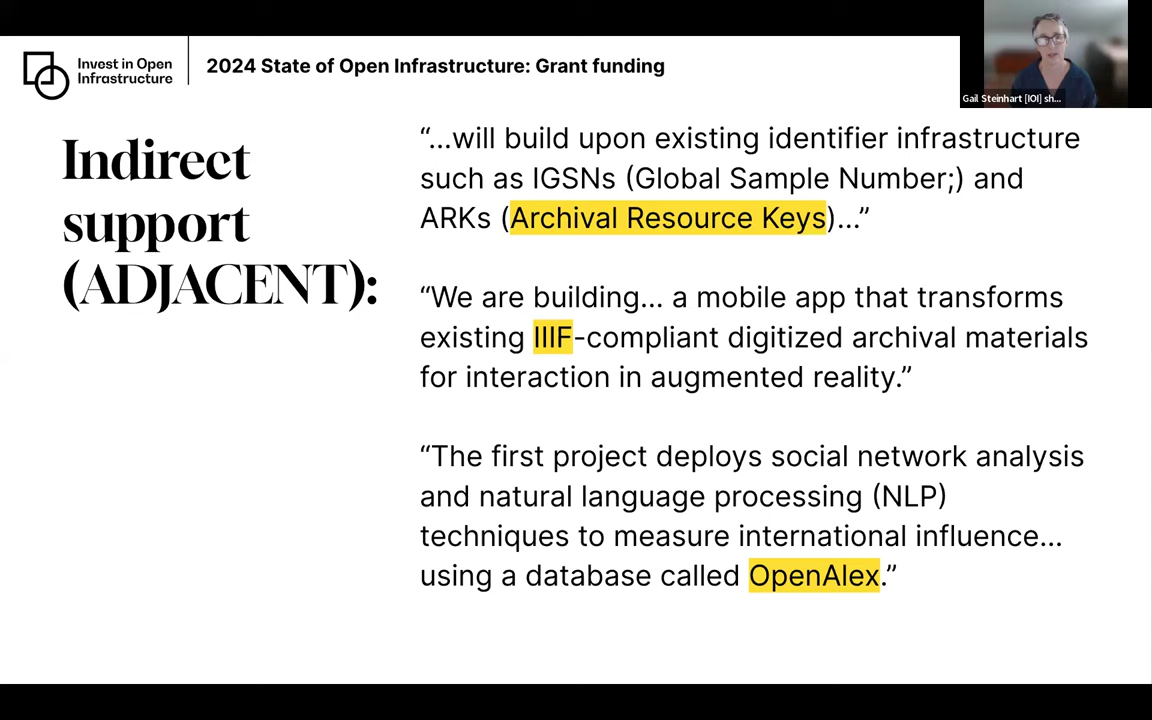 Invest in Open
Infrastructure
2024 State of Open Infrastructure: Grant funding
Gail Steinhart [IOI] sh...
Indirect
support
(ADJACENT):
“...will build upon existing identifier infrastructure
such as IGSNs (Global Sample Number;) and
ARKs (Archival Resource Keys)...”
“We are building... a mobile app that transforms
existing IIIF-compliant digitized archival materials
for interaction in augmented reality.”
“The first project deploys social network analysis
and natural language processing (NLP)
techniques to measure international influence...
using a database called OpenAlex.”